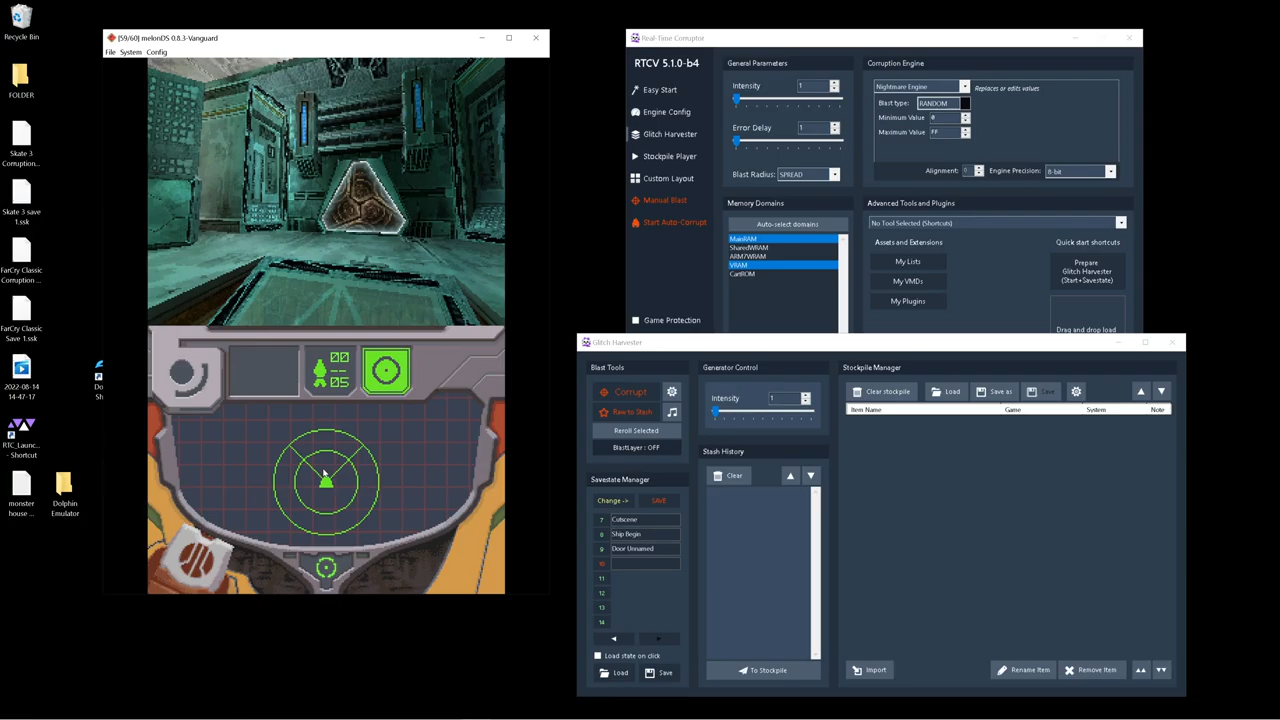 Recycle Bin
FOLDER
Skate 3
Corruption...
Skate 3 save
1.ssk
FarCry Classic
Corruption ...
FarCry Classic
Save 1.ssk
2022-08-14
14-47-17
Do
Sh
RTC_Launc...
- Shortcut
monster
house ...
Dolphin
Emulator
[59/60] melonDS 0.8.3-Vanguard
File System Config
00
05
Real-Time Corruptor
RTCV 5.1.0-b4
Easy Start
Engine Config
Glitch Harvester
Stockpile Player
Custom Layout
Manual Blast
Start Auto-Corrupt
Game Protection
General Parameters
Intensity 1
Error Delay 1
Blast Radius: SPREAD
Memory Domains
Auto-select domains
MainRAM
SharedWRAM
ARM7WRAM
VRAM
CartROM
Corruption Engine
Nightmare Engine Replaces or edits values
Blast type: RANDOM
Minimum Value 0
Maximum Value FF
Alignment: 0 Engine Precision: 8-bit
Advanced Tools and Plugins
No Tool Selected (Shortcuts)
Assets and Extensions
My Lists
My VMDs
My Plugins
Quick start shortcuts
Prepare
Glitch Harvester
(Start+Savestate)
Drag and drop load
Glitch Harvester
Blast Tools
Corrupt
Raw to Stash
Reroll Selected
BlastLayer : OFF
Savestate Manager
Change -> SAVE
7 Cutscene
8 Ship Begin
9 Door Unnamed
10
11
12
13
14
Load state on click
Load Save
Generator Control
Intensity 1
Stash History
Clear
To Stockpile
Stockpile Manager
Clear stockpile Load Save as Save
Item Name Game System Note
Import Rename Item Remove Item